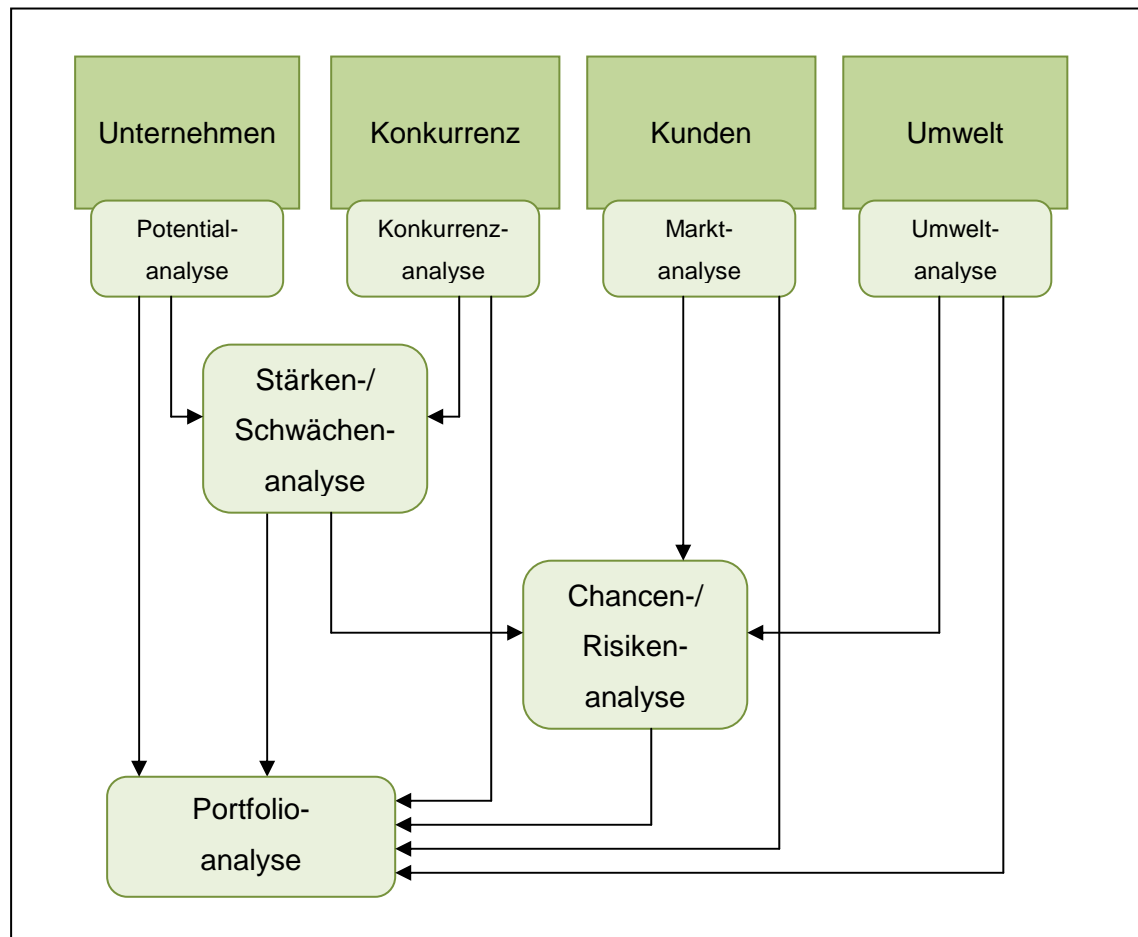 Unternehmen
Konkurrenz
Kunden
Umwelt
Potential-
analyse
Konkurrenz-
analyse
Markt-
analyse
Umwelt-
analyse
Stärken-/
Schwächen-
analyse
Chancen-/
Risiken-
analyse
Portfolio-
analyse